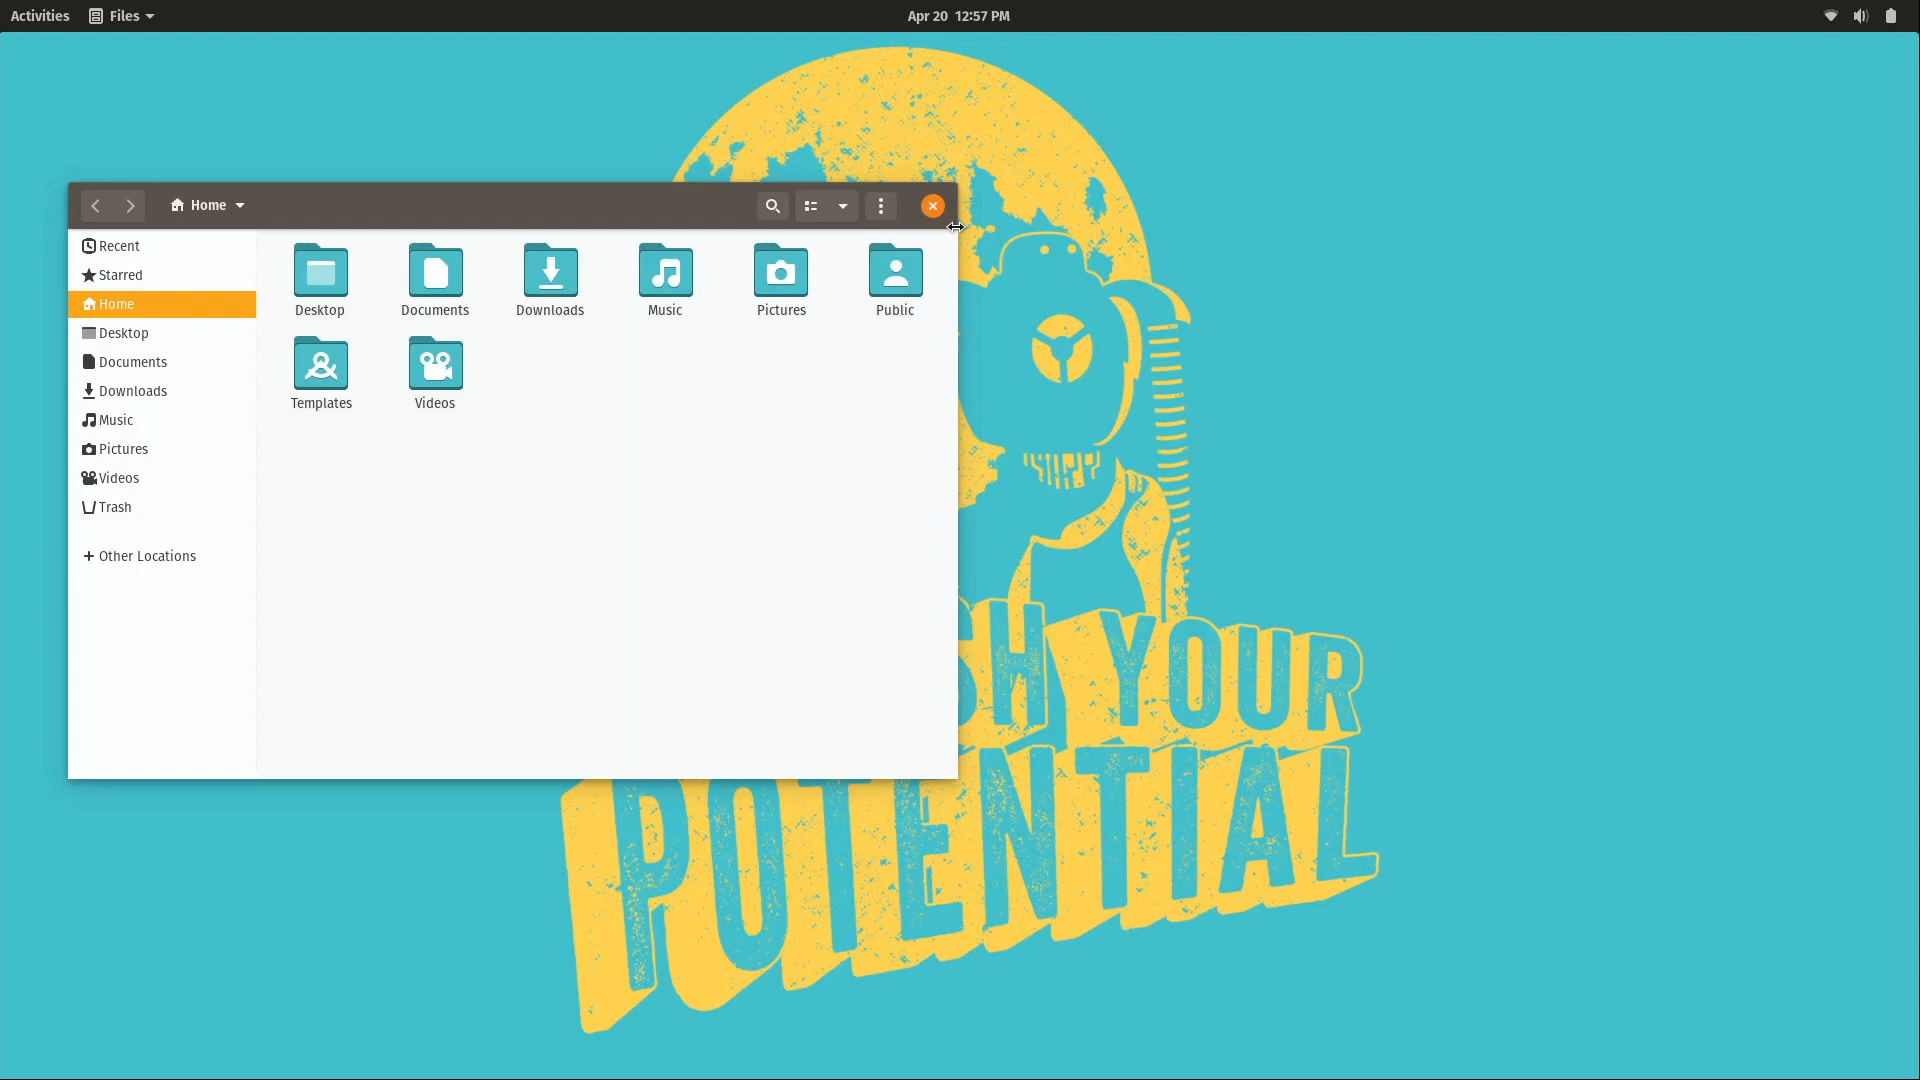 Activities Files Apr 20 12:57 PM
Home
Recent
Starred
Home
Desktop
Documents
Downloads
Music
Pictures
Videos
Trash
Other Locations
Desktop Documents Downloads Music Pictures Public
Templates Videos
SH YOUR
POTENTIAL